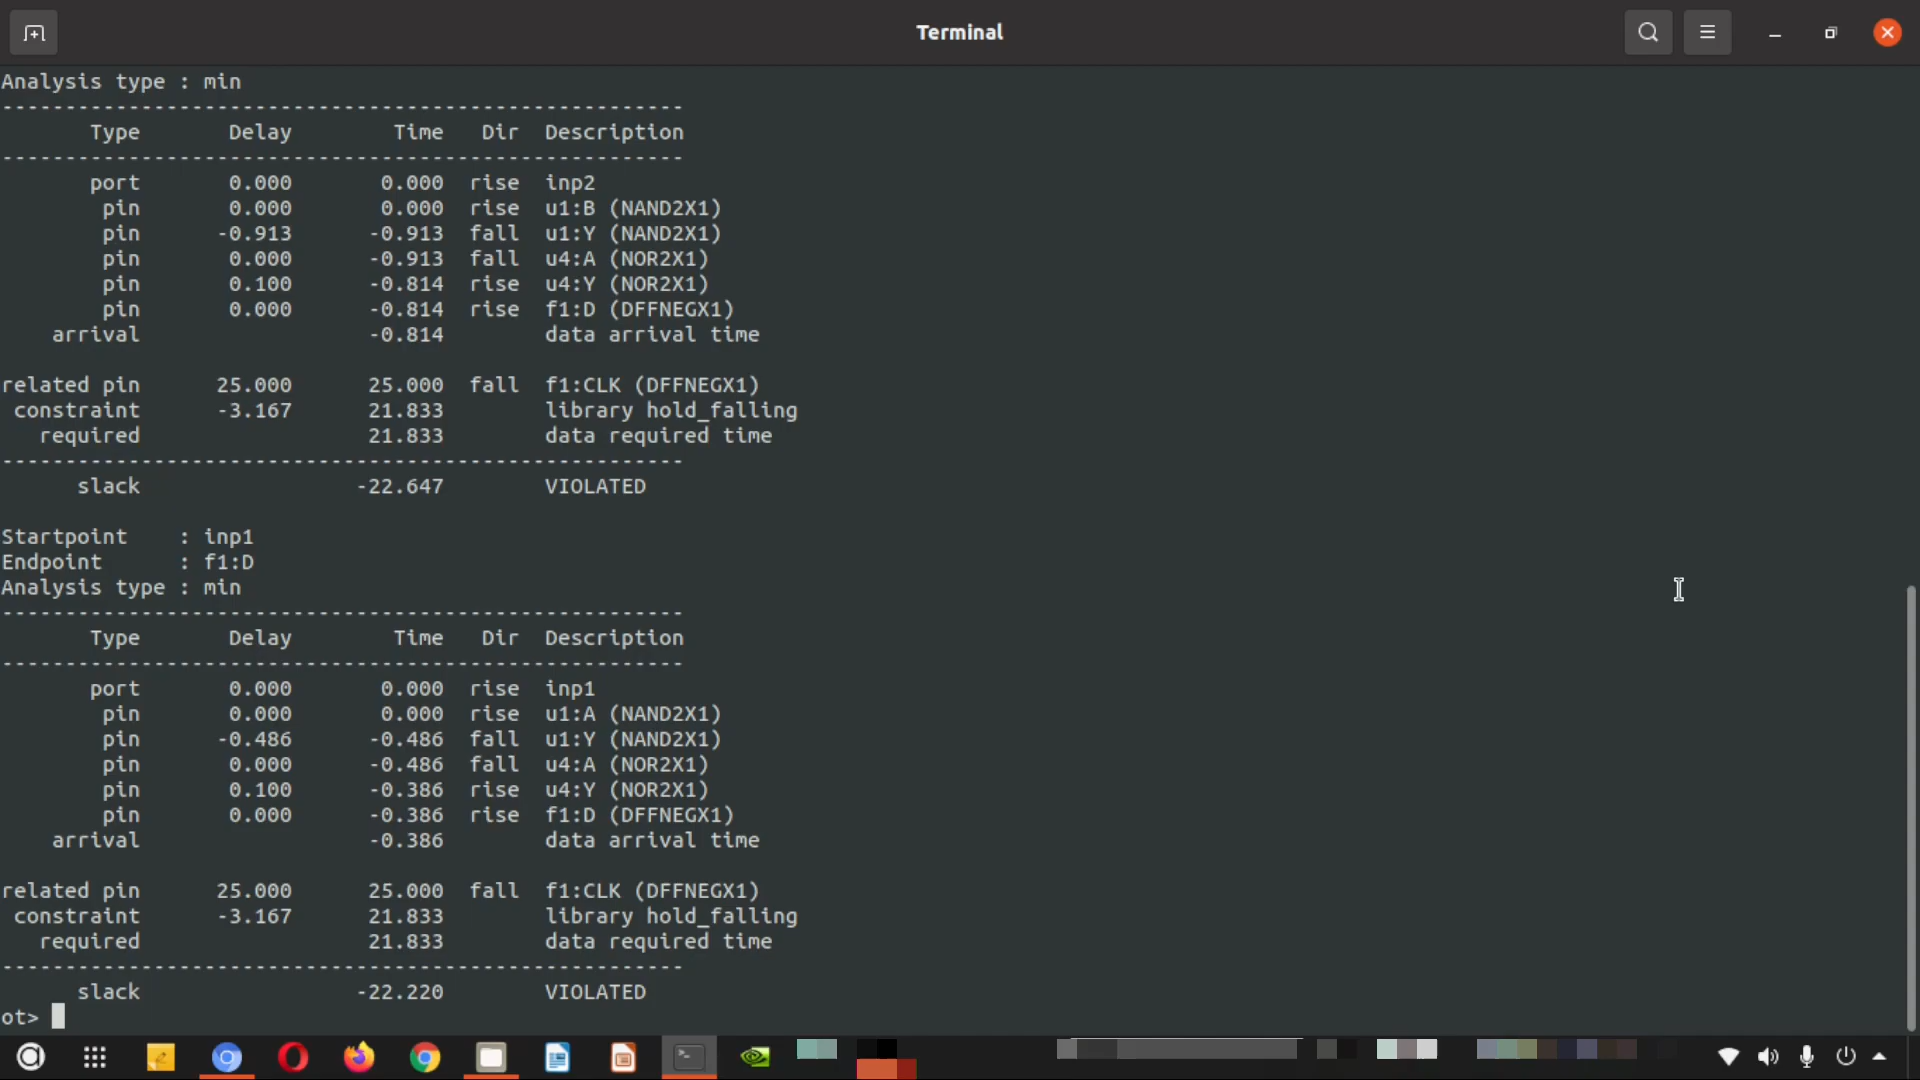 Terminal
Analysis type : min
-------------------------------------------------------
Type Delay Time Dir Description
-------------------------------------------------------
port 0.000 0.000 rise inp2
pin 0.000 0.000 rise u1:B (NAND2X1)
pin -0.913 -0.913 fall u1:Y (NAND2X1)
pin 0.000 -0.913 fall u4:A (NOR2X1)
pin 0.100 -0.814 rise u4:Y (NOR2X1)
pin 0.000 -0.814 rise f1:D (DFFNEGX1)
arrival -0.814 data arrival time
related pin 25.000 25.000 fall f1:CLK (DFFNEGX1)
constraint -3.167 21.833 library hold_falling
required 21.833 data required time
-------------------------------------------------------
slack -22.647 VIOLATED
Startpoint : inp1
Endpoint : f1:D
Analysis type : min
-------------------------------------------------------
Type Delay Time Dir Description
-------------------------------------------------------
port 0.000 0.000 rise inp1
pin 0.000 0.000 rise u1:A (NAND2X1)
pin -0.486 -0.486 fall u1:Y (NAND2X1)
pin 0.000 -0.486 fall u4:A (NOR2X1)
pin 0.100 -0.386 rise u4:Y (NOR2X1)
pin 0.000 -0.386 rise f1:D (DFFNEGX1)
arrival -0.386 data arrival time
related pin 25.000 25.000 fall f1:CLK (DFFNEGX1)
constraint -3.167 21.833 library hold_falling
required 21.833 data required time
-------------------------------------------------------
slack -22.220 VIOLATED
ot>